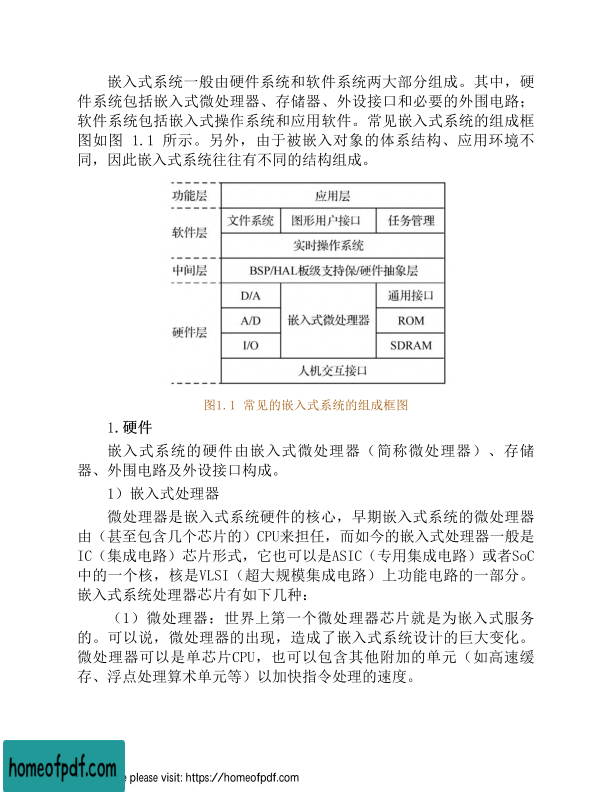 嵌入式系统一般由硬件系统和软件系统两大部分组成。其中，硬
件系统包括嵌入式微处理器、存储器、外设接口和必要的外围电路；
软件系统包括嵌入式操作系统和应用软件。常见嵌入式系统的组成框
图如图 1.1 所示。另外，由于被嵌入对象的体系结构、应用环境不
同，因此嵌入式系统往往有不同的结构组成。
功能层 应用层
软件层 文件系统 图形用户接口 任务管理
实时操作系统
中间层 BSP/HAL板级支持保/硬件抽象层
硬件层 D/A 嵌入式微处理器 通用接口
A/D ROM
I/O SDRAM
人机交互接口
图1.1 常见的嵌入式系统的组成框图
1.硬件
嵌入式系统的硬件由嵌入式微处理器（简称微处理器）、存储
器、外围电路及外设接口构成。
1）嵌入式处理器
微处理器是嵌入式系统硬件的核心，早期嵌入式系统的微处理器
由（甚至包含几个芯片的）CPU来担任，而如今的嵌入式处理器一般是
IC（集成电路）芯片形式，它也可以是ASIC（专用集成电路）或者SoC
中的一个核，核是VLSI（超大规模集成电路）上功能电路的一部分。
嵌入式系统处理器芯片有如下几种：
（1）微处理器：世界上第一个微处理器芯片就是为嵌入式服务
的。可以说，微处理器的出现，造成了嵌入式系统设计的巨大变化。
微处理器可以是单芯片CPU，也可以包含其他附加的单元（如高速缓
存、浮点处理算术单元等）以加快指令处理的速度。
homeofpdf.com
e please visit: https://homeofpdf.com